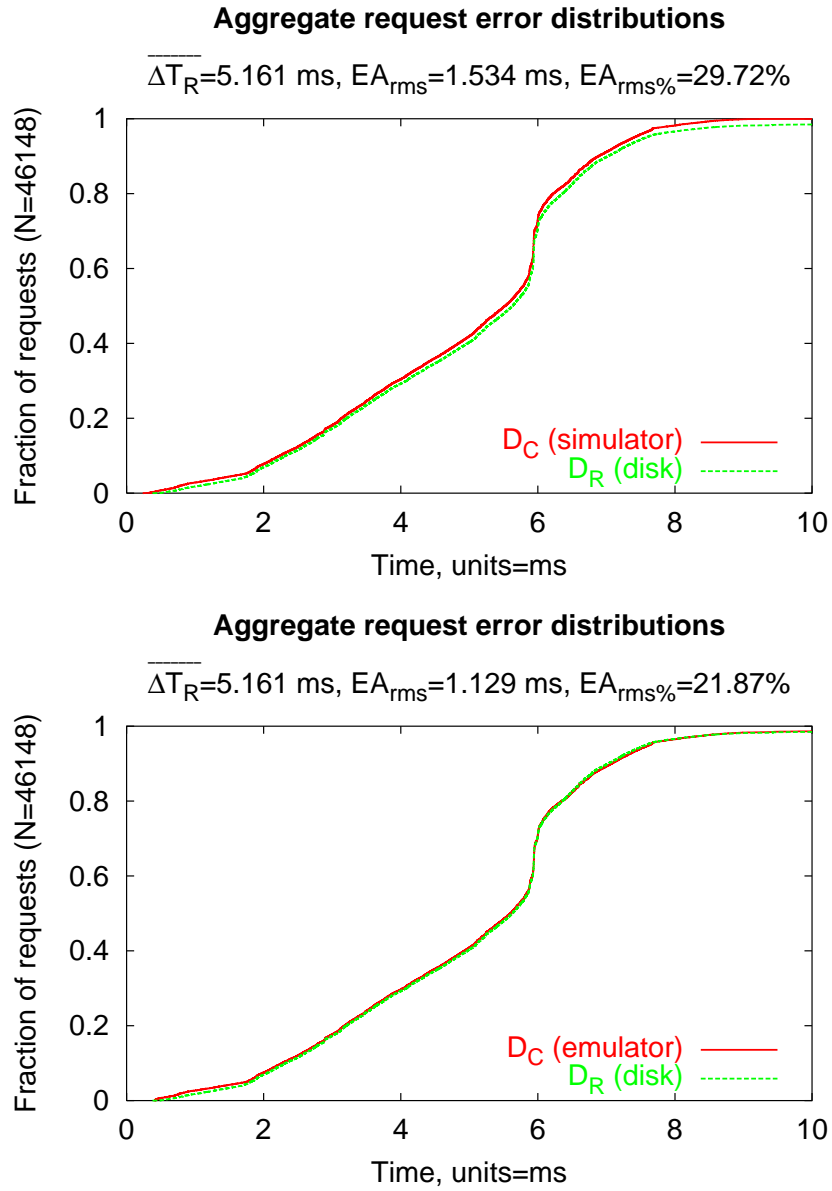 Aggregate request error distributions
ΔT_R=5.161 ms, EA_rms=1.534 ms, EA_rms%=29.72%
1
0.8
0.6
0.4
0.2
0
Fraction of requests (N=46148)
D_C (simulator)
D_R (disk)
0 2 4 6 8 10
Time, units=ms
Aggregate request error distributions
ΔT_R=5.161 ms, EA_rms=1.129 ms, EA_rms%=21.87%
1
0.8
0.6
0.4
0.2
0
Fraction of requests (N=46148)
D_C (emulator)
D_R (disk)
0 2 4 6 8 10
Time, units=ms